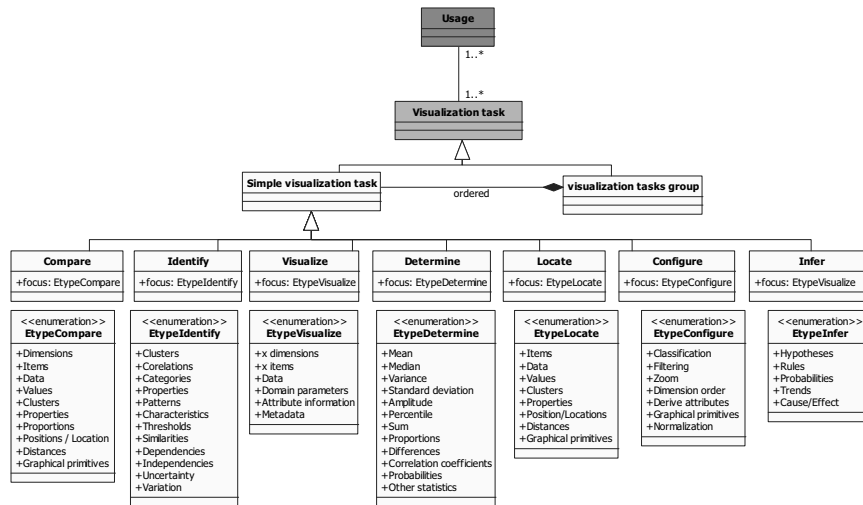 Usage
1..*
1..*
Visualization task
Simple visualization task
ordered
visualization tasks group
Compare
+focus: EtypeCompare
Identify
+focus: EtypeIdentify
Visualize
+focus: EtypeVisualize
Determine
+focus: EtypeDetermine
Locate
+focus: EtypeLocate
Configure
+focus: EtypeConfigure
Infer
+focus: EtypeVisualize
<<enumeration>>
EtypeCompare
+Dimensions
+Items
+Data
+Values
+Clusters
+Properties
+Proportions
+Positions / Location
+Distances
+Graphical primitives
<<enumeration>>
EtypeIdentify
+Clusters
+Corelations
+Categories
+Properties
+Patterns
+Characteristics
+Thresholds
+Similarities
+Dependencies
+Independencies
+Uncertainty
+Variation
<<enumeration>>
EtypeVisualize
+x dimensions
+x items
+Data
+Domain parameters
+Attribute information
+Metadata
<<enumeration>>
EtypeDetermine
+Mean
+Median
+Variance
+Standard deviation
+Amplitude
+Percentile
+Sum
+Proportions
+Differences
+Correlation coefficients
+Probabilities
+Other statistics
<<enumeration>>
EtypeLocate
+Items
+Data
+Values
+Clusters
+Properties
+Position/Locations
+Distances
+Graphical primitives
<<enumeration>>
EtypeConfigure
+Classification
+Filtering
+Zoom
+Dimension order
+Derive attributes
+Graphical primitives
+Normalization
<<enumeration>>
EtypeInfer
+Hypotheses
+Rules
+Probabilities
+Trends
+Cause/Effect